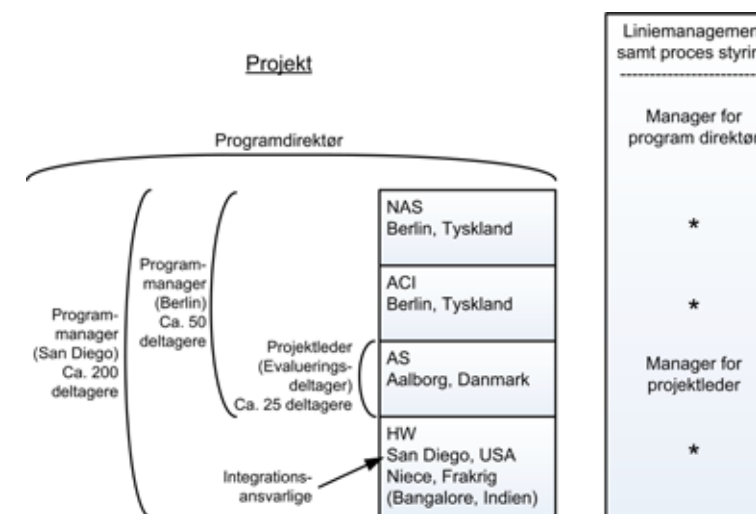 Projekt
Programdirektør
Program-
manager
(San Diego)
Ca. 200
deltagere
Program-
manager
(Berlin)
Ca. 50
deltagere
Projektleder
(Evaluerings-
deltager)
Ca. 25 deltagere
Integrations-
ansvarlige
NAS
Berlin, Tyskland
ACI
Berlin, Tyskland
AS
Aalborg, Danmark
HW
San Diego, USA
Niece, Frakrig
(Bangalore, Indien)
Liniemanagemen
samt proces styrin
-----------------------
Manager for
program direktør
*
*
Manager for
projektleder
*